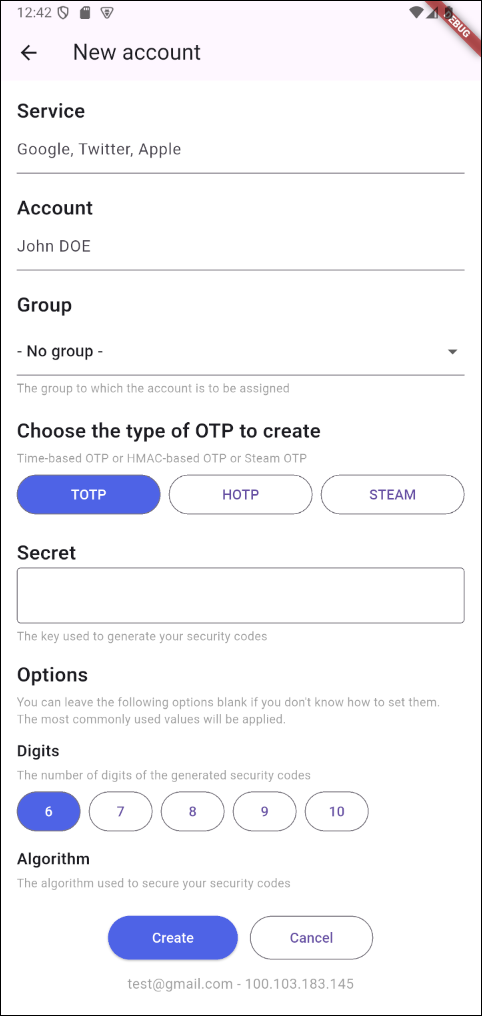 12:42
DEBUG
New account
Service
Google, Twitter, Apple
Account
John DOE
Group
- No group -
The group to which the account is to be assigned
Choose the type of OTP to create
Time-based OTP or HMAC-based OTP or Steam OTP
TOTP HOTP STEAM
Secret
The key used to generate your security codes
Options
You can leave the following options blank if you don't know how to set them.
The most commonly used values will be applied.
Digits
The number of digits of the generated security codes
6 7 8 9 10
Algorithm
The algorithm used to secure your security codes
Create Cancel
test@gmail.com - 100.103.183.145